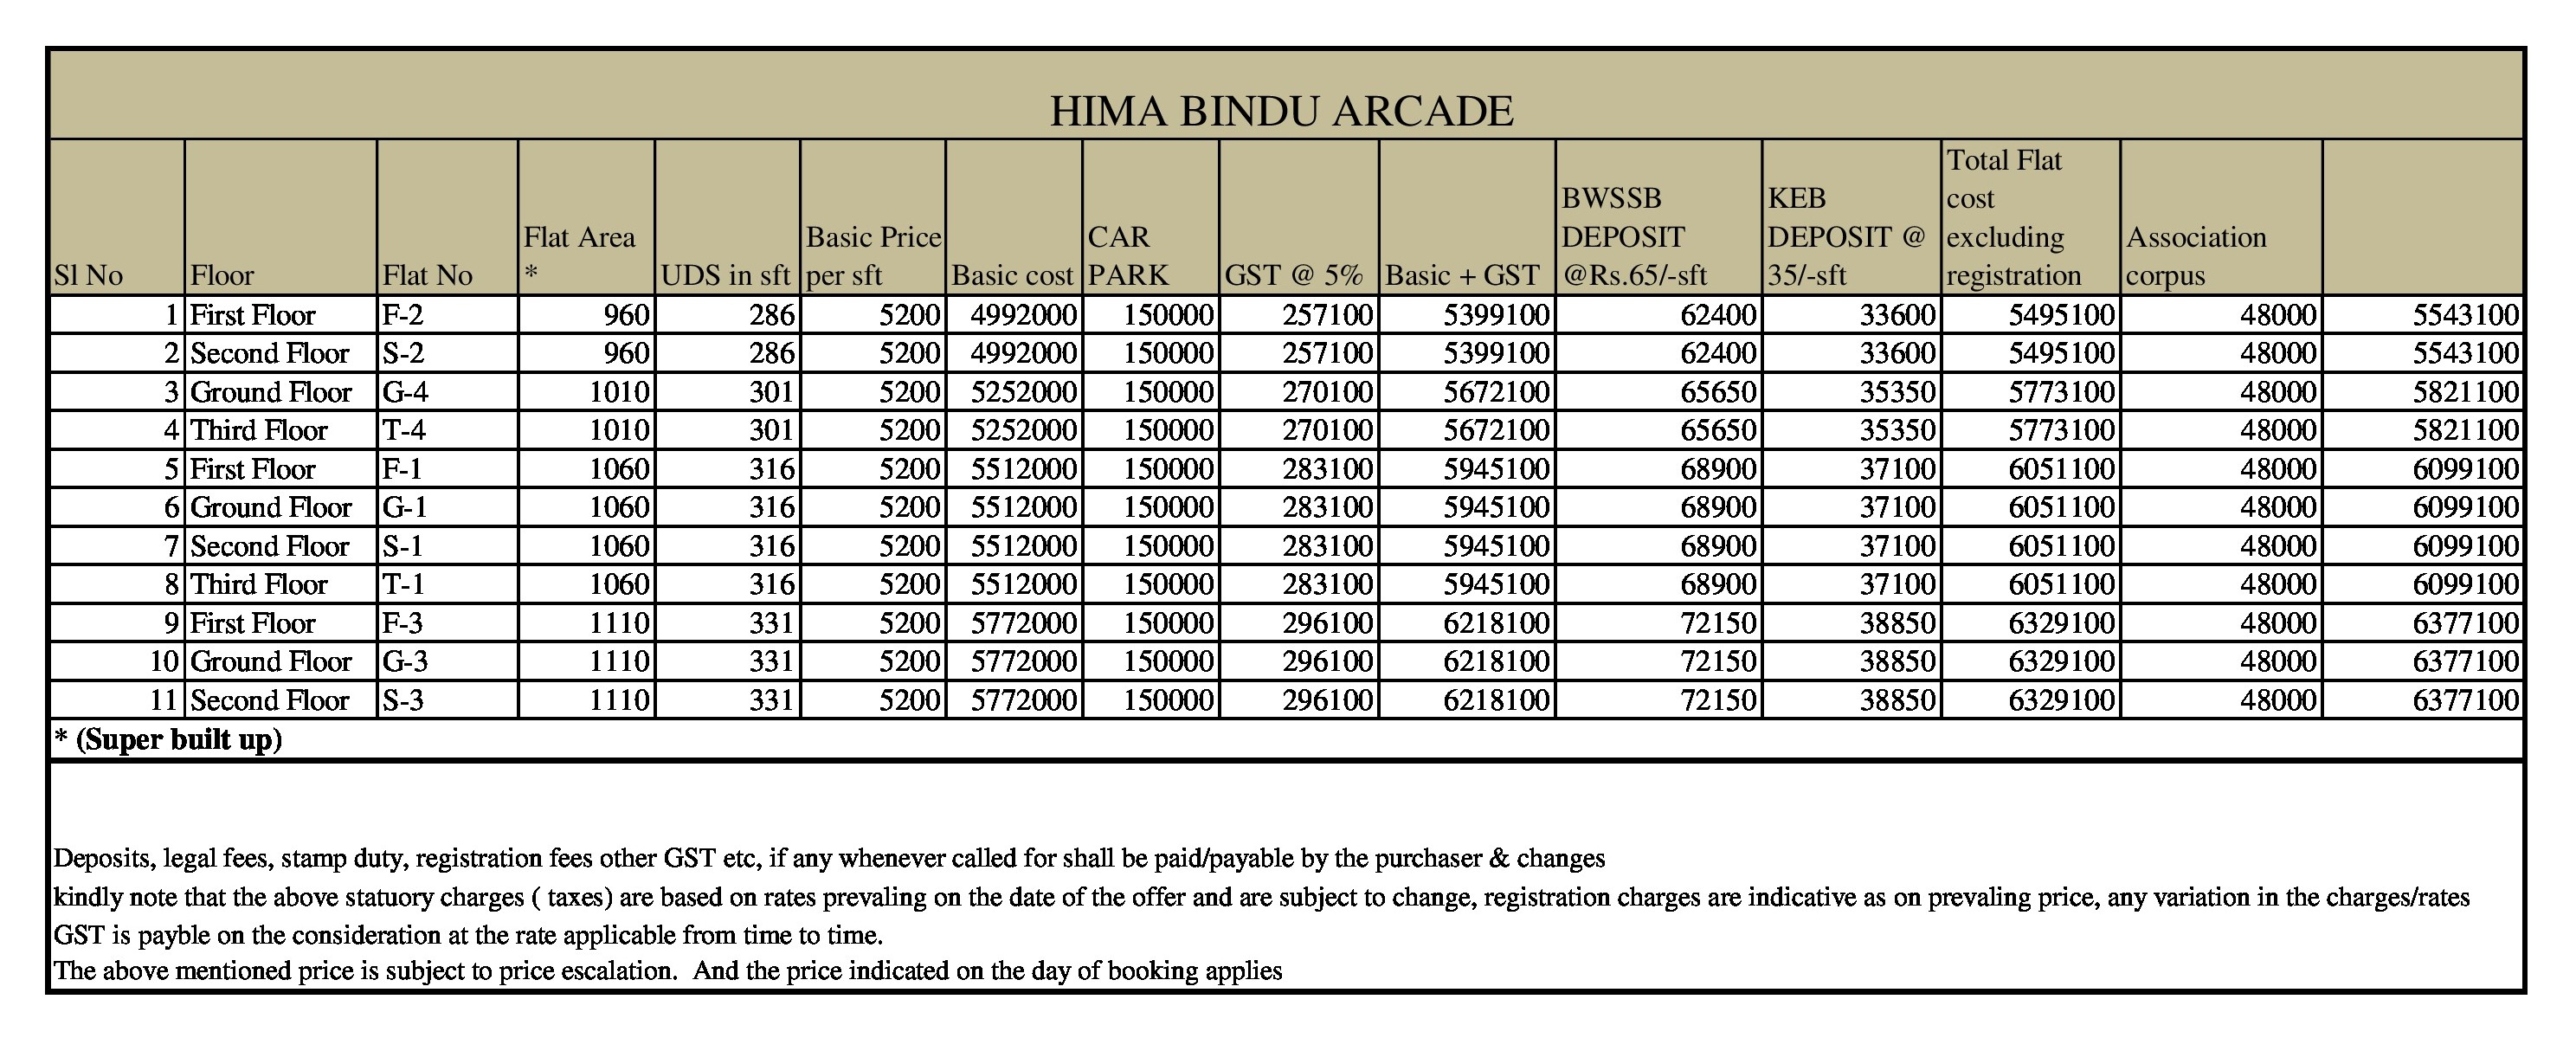 HIMA BINDU ARCADE
Sl No Floor Flat No Flat Area * UDS in sft Basic Price per sft Basic cost CAR PARK GST @ 5% Basic + GST BWSSB DEPOSIT @Rs.65/-sft KEB DEPOSIT @ 35/-sft Total Flat cost excluding registration Association corpus
1 First Floor F-2 960 286 5200 4992000 150000 257100 5399100 62400 33600 5495100 48000 5543100
2 Second Floor S-2 960 286 5200 4992000 150000 257100 5399100 62400 33600 5495100 48000 5543100
3 Ground Floor G-4 1010 301 5200 5252000 150000 270100 5672100 65650 35350 5773100 48000 5821100
4 Third Floor T-4 1010 301 5200 5252000 150000 270100 5672100 65650 35350 5773100 48000 5821100
5 First Floor F-1 1060 316 5200 5512000 150000 283100 5945100 68900 37100 6051100 48000 6099100
6 Ground Floor G-1 1060 316 5200 5512000 150000 283100 5945100 68900 37100 6051100 48000 6099100
7 Second Floor S-1 1060 316 5200 5512000 150000 283100 5945100 68900 37100 6051100 48000 6099100
8 Third Floor T-1 1060 316 5200 5512000 150000 283100 5945100 68900 37100 6051100 48000 6099100
9 First Floor F-3 1110 331 5200 5772000 150000 296100 6218100 72150 38850 6329100 48000 6377100
10 Ground Floor G-3 1110 331 5200 5772000 150000 296100 6218100 72150 38850 6329100 48000 6377100
11 Second Floor S-3 1110 331 5200 5772000 150000 296100 6218100 72150 38850 6329100 48000 6377100
* (Super built up)
Deposits, legal fees, stamp duty, registration fees other GST etc, if any whenever called for shall be paid/payable by the purchaser & changes
kindly note that the above statuory charges ( taxes) are based on rates prevaling on the date of the offer and are subject to change, registration charges are indicative as on prevaling price, any variation in the charges/rates
GST is payble on the consideration at the rate applicable from time to time.
The above mentioned price is subject to price escalation.  And the price indicated on the day of booking applies